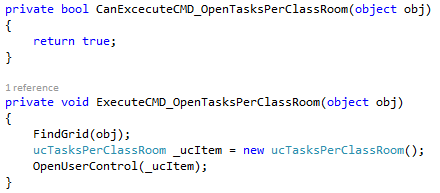 private bool CanExcecuteCMD_OpenTasksPerClassRoom(object obj)
{
    return true;
}
1 reference
private void ExecuteCMD_OpenTasksPerClassRoom(object obj)
{
    FindGrid(obj);
    ucTasksPerClassRoom _ucItem = new ucTasksPerClassRoom();
    OpenUserControl(_ucItem);
}